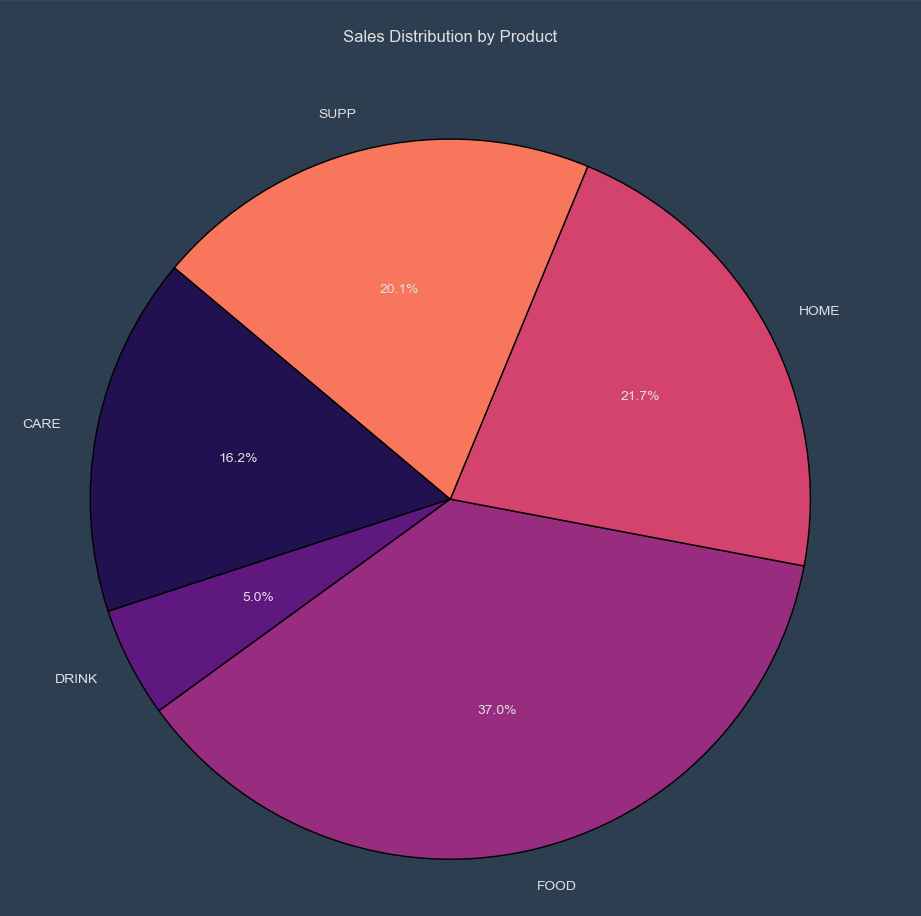 Sales Distribution by Product
SUPP
20.1%
HOME
21.7%
CARE
16.2%
5.0%
DRINK
37.0%
FOOD